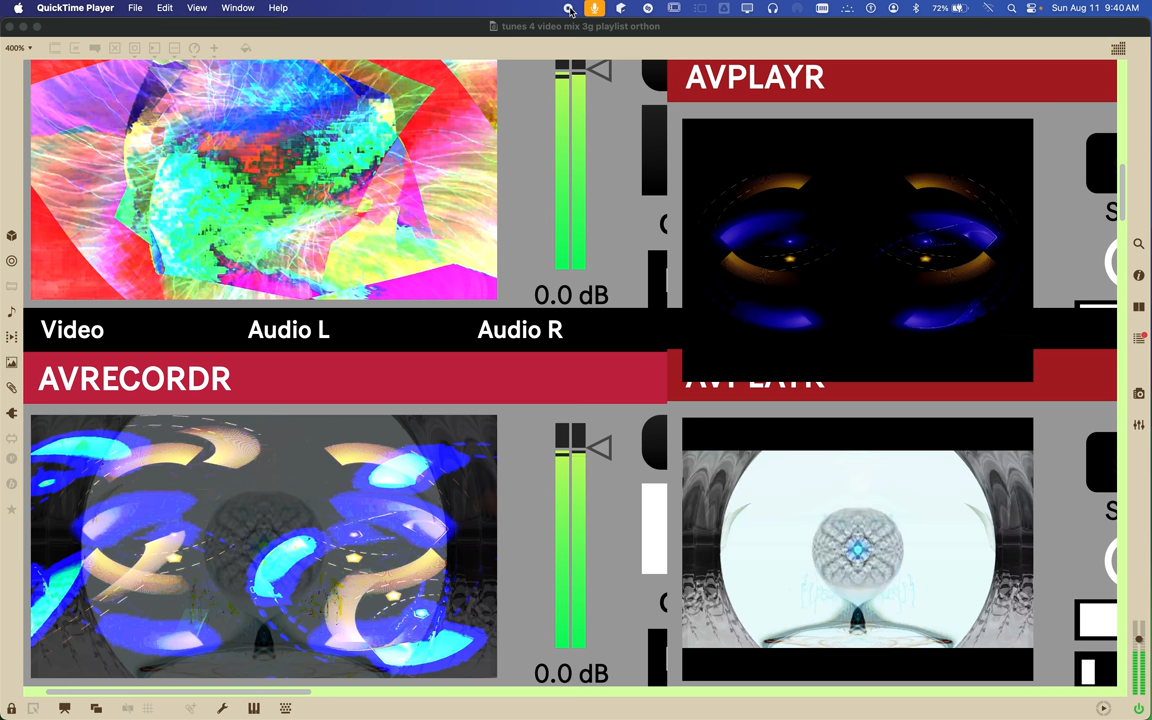 QuickTime Player File Edit View Window Help 72% Sun Aug 11 9:40 AM
tunes 4 video mix 3g playlist orthon
400%
AVPLAYR
0.0 dB
Video Audio L Audio R
AVRECORDR
AVPLAYR
0.0 dB